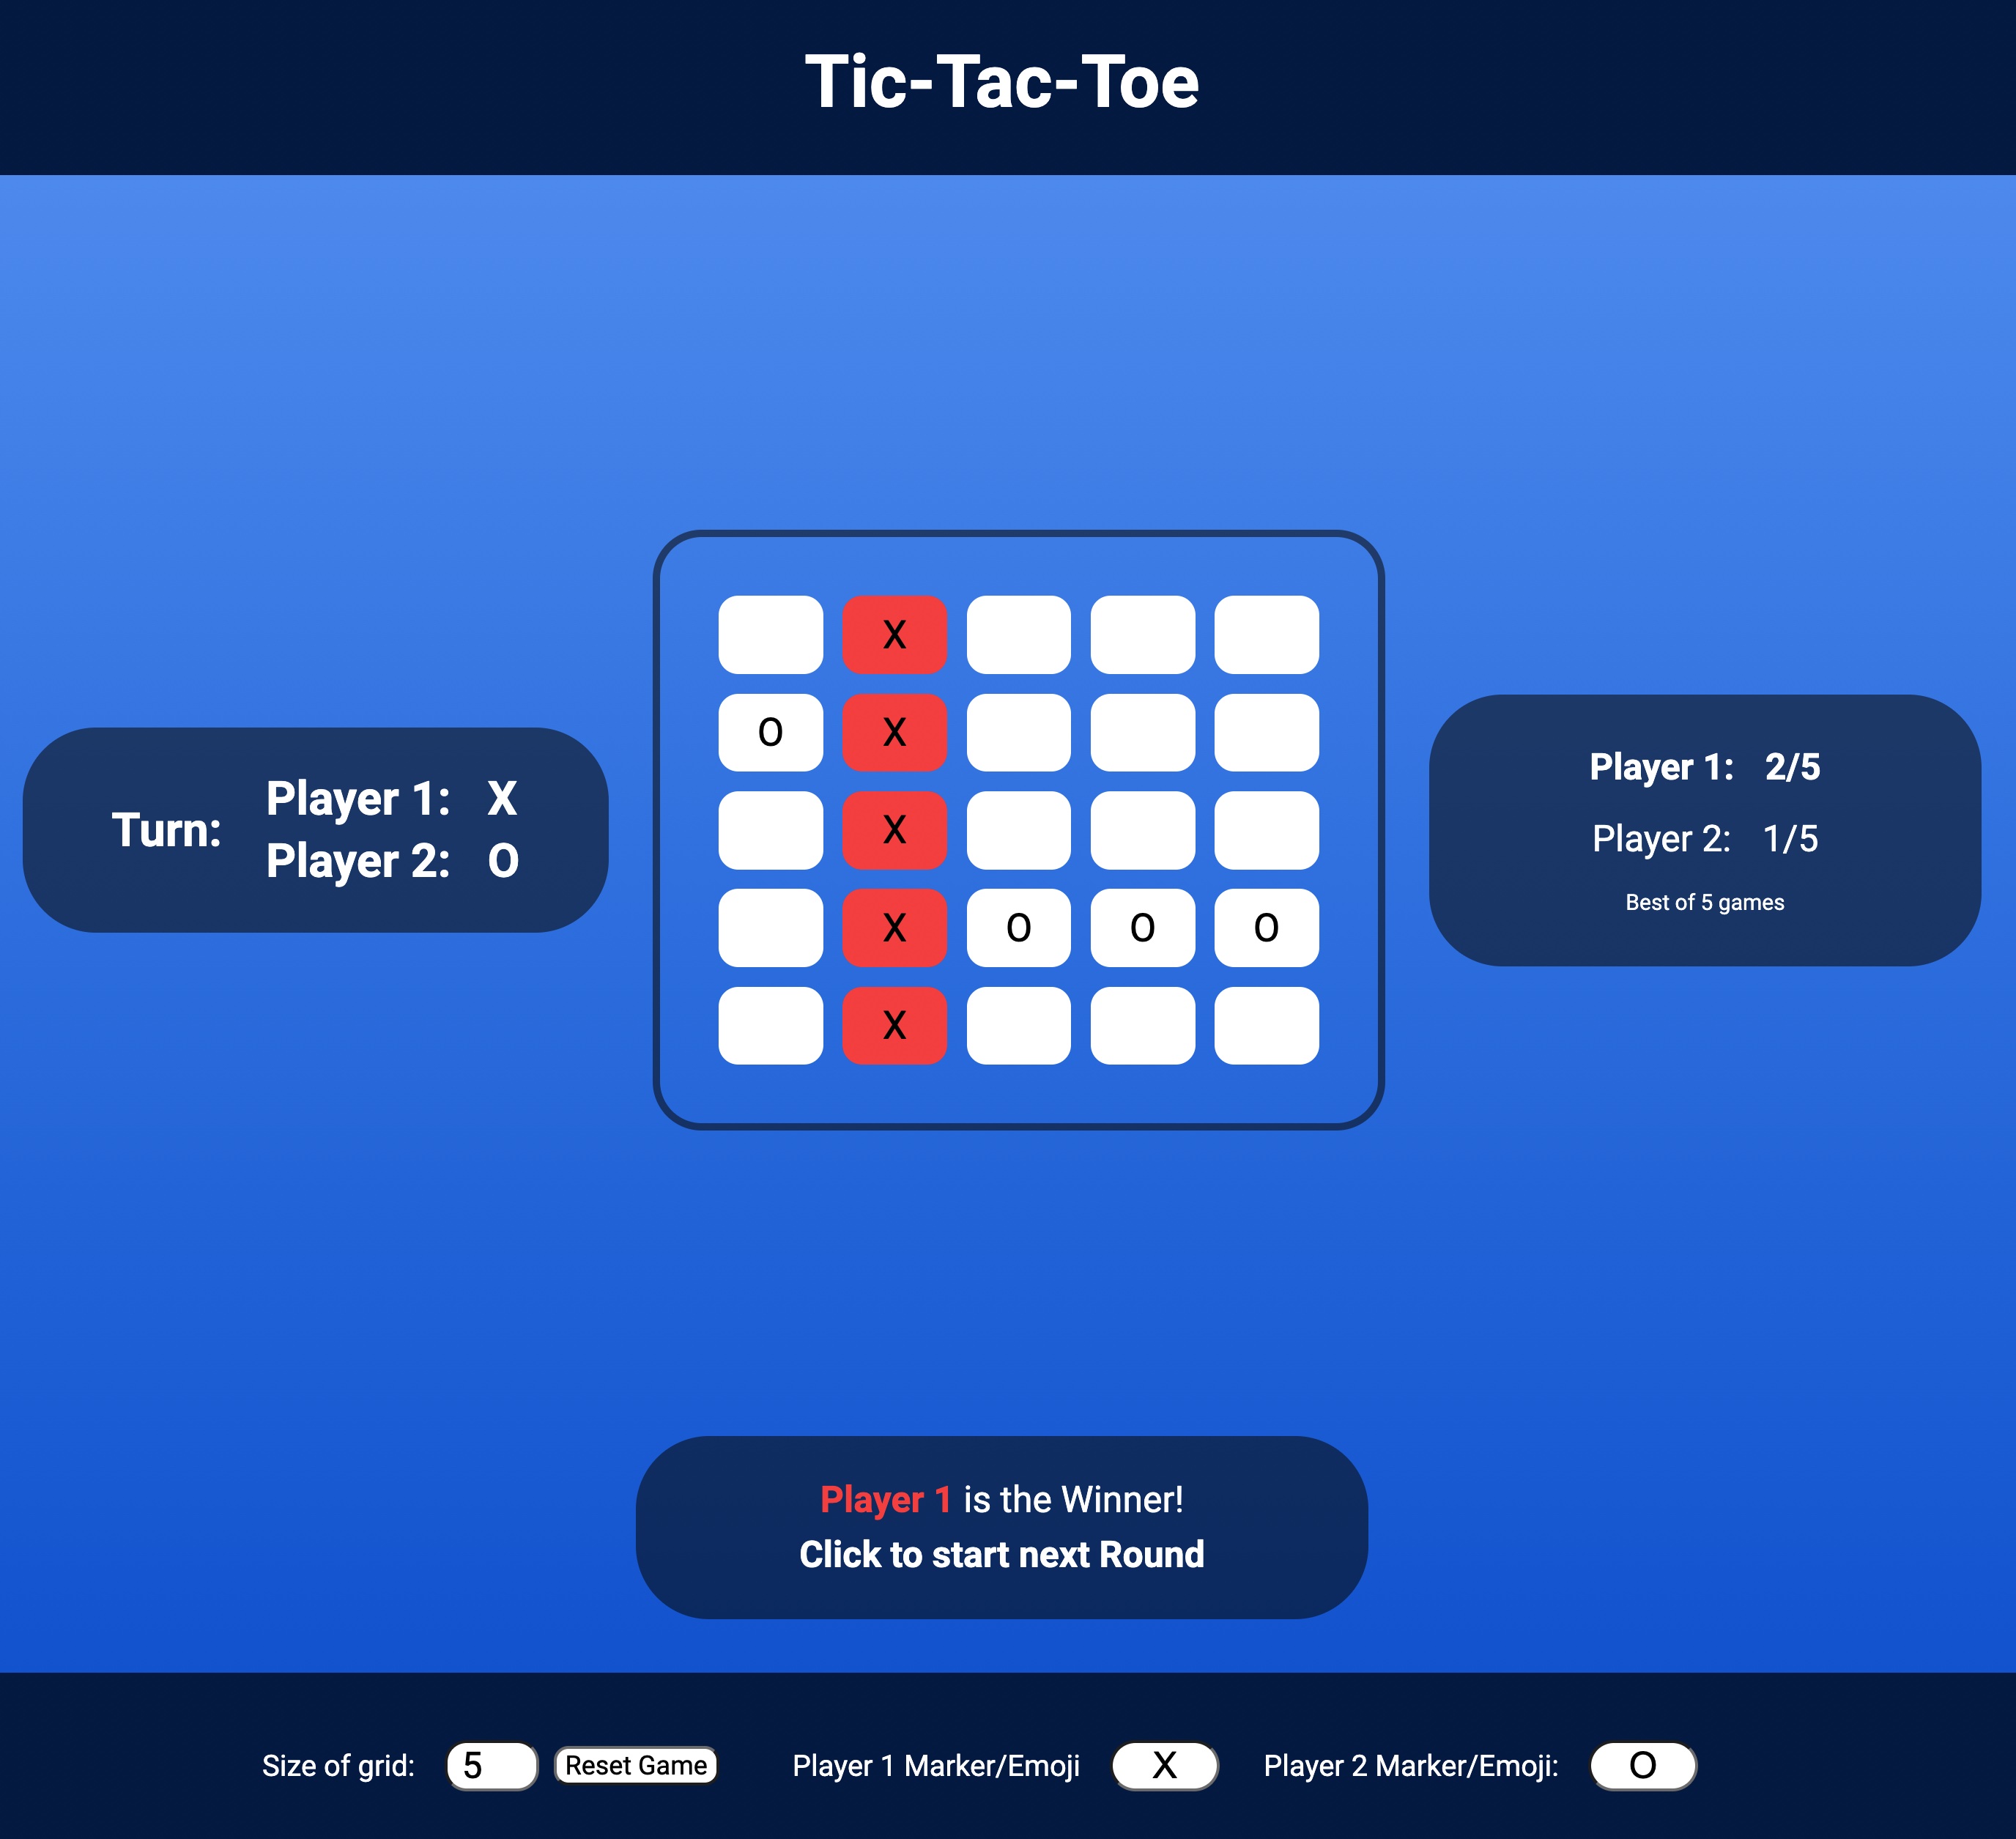 Tic-Tac-Toe
X
O X
X
X O O O
X
Turn:
Player 1: X
Player 2: O
Player 1: 2/5
Player 2: 1/5
Best of 5 games
Player 1 is the Winner!
Click to start next Round
Size of grid: 5 Reset Game Player 1 Marker/Emoji X Player 2 Marker/Emoji: O